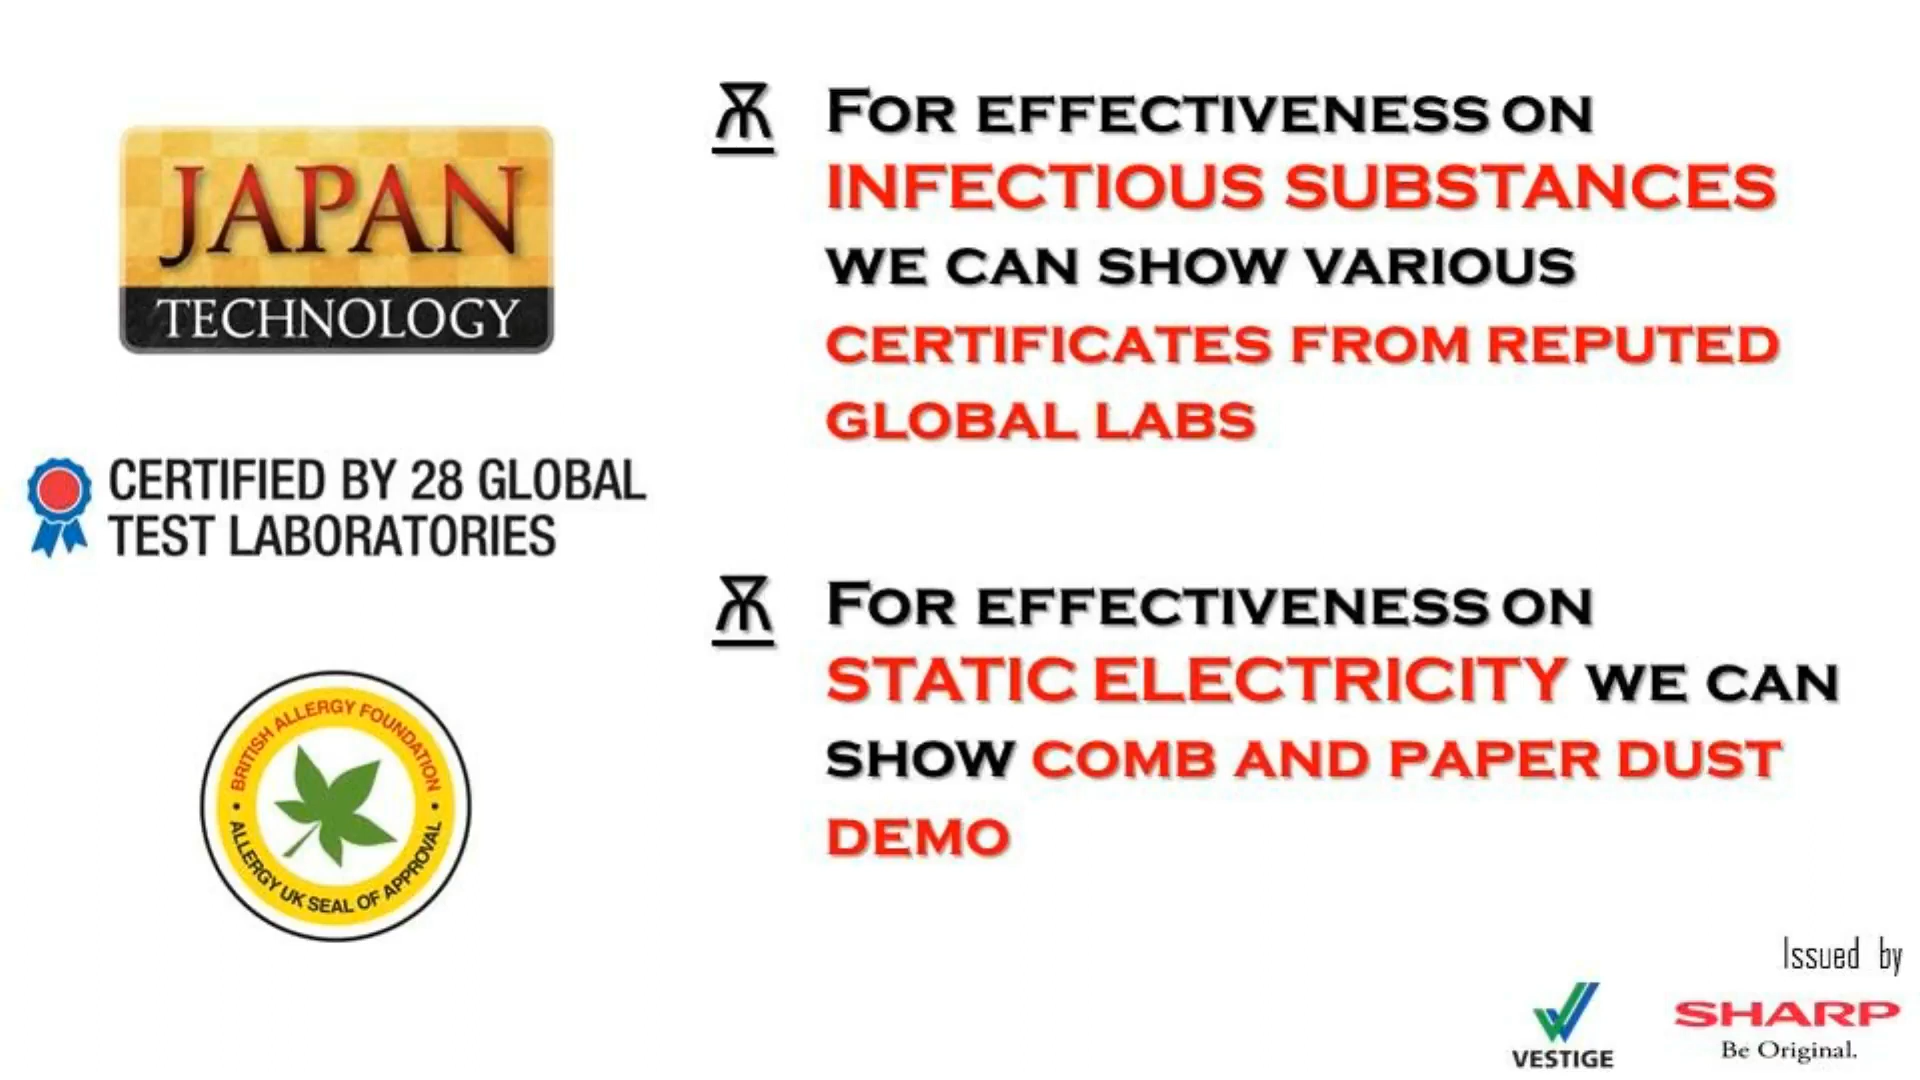 JAPAN
TECHNOLOGY
CERTIFIED BY 28 GLOBAL
TEST LABORATORIES
BRITISH ALLERGY FOUNDATION
ALLERGY UK SEAL OF APPROVAL
FOR EFFECTIVENESS ON
INFECTIOUS SUBSTANCES
WE CAN SHOW VARIOUS
CERTIFICATES FROM REPUTED
GLOBAL LABS
FOR EFFECTIVENESS ON
STATIC ELECTRICITY WE CAN
SHOW COMB AND PAPER DUST
DEMO
Issued by
VESTIGE
SHARP
Be Original.